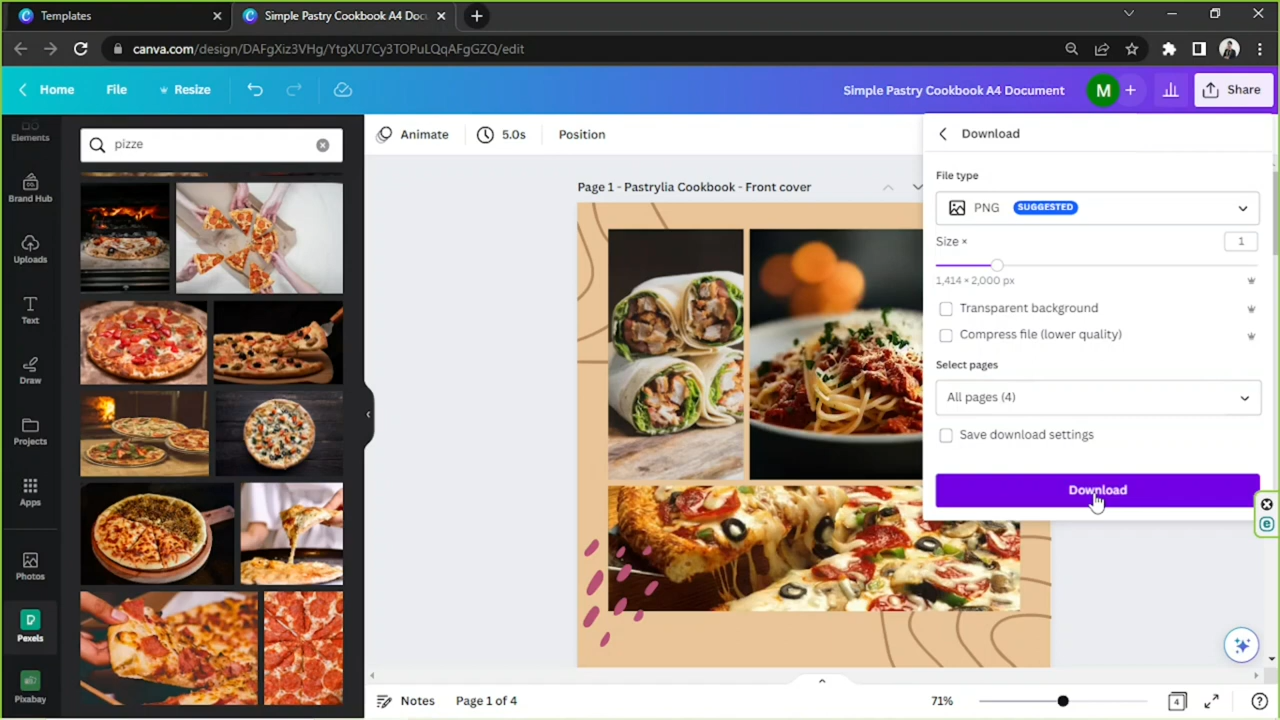 Templates
Simple Pastry Cookbook A4 Docu
canva.com/design/DAFgXiz3VHg/YtgXU7Cy3TOPuLQqAFgGZQ/edit
Home File Resize
Simple Pastry Cookbook A4 Document
M
Share
Elements
Brand Hub
Uploads
Text
Draw
Projects
Apps
Photos
Pexels
Pixabay
pizze
Animate 5.0s Position
Page 1 - Pastrylia Cookbook - Front cover
Download
File type
PNG SUGGESTED
Size × 1
1,414 × 2,000 px
Transparent background
Compress file (lower quality)
Select pages
All pages (4)
Save download settings
Download
Notes Page 1 of 4
71%
4